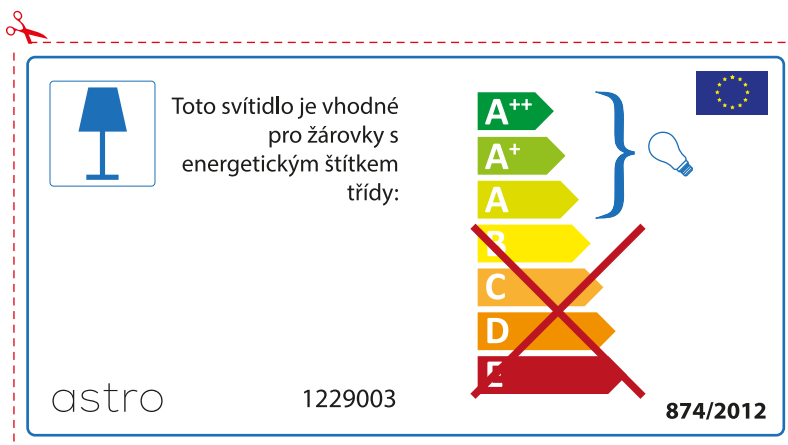 Toto svítidlo je vhodné
pro žárovky s
energetickým štítkem
třídy:
A++
A+
A
B
C
D
E
astro
1229003
874/2012